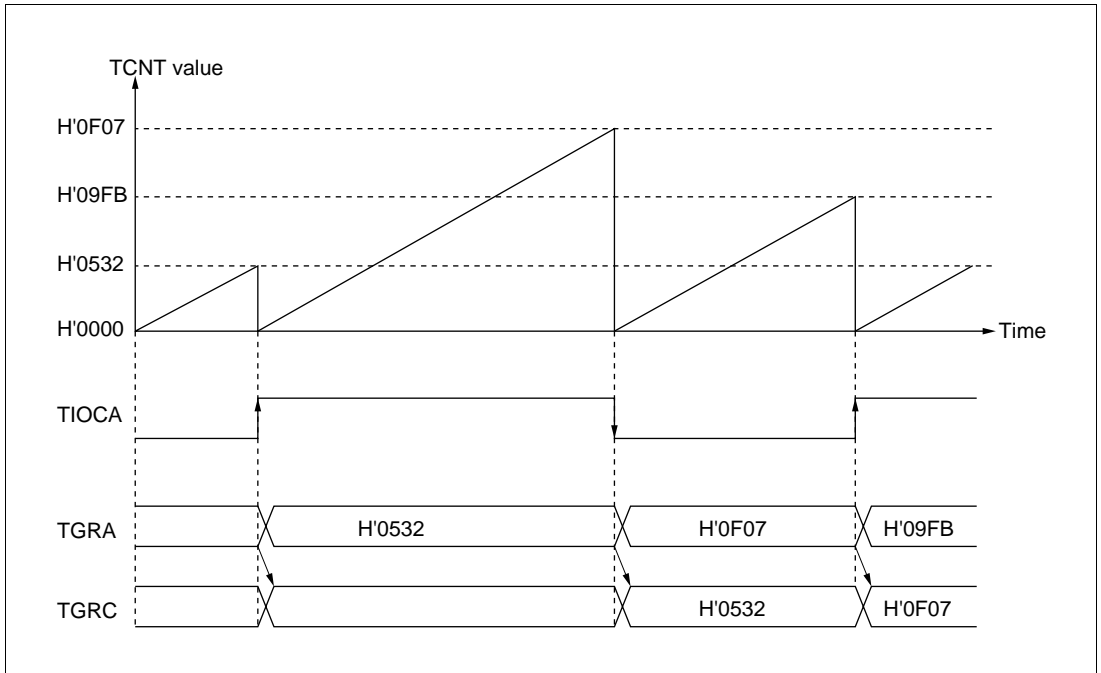 TCNT value
H'0F07
H'09FB
H'0532
H'0000
Time
TIOCA
TGRA H'0532 H'0F07 H'09FB
TGRC H'0532 H'0F07